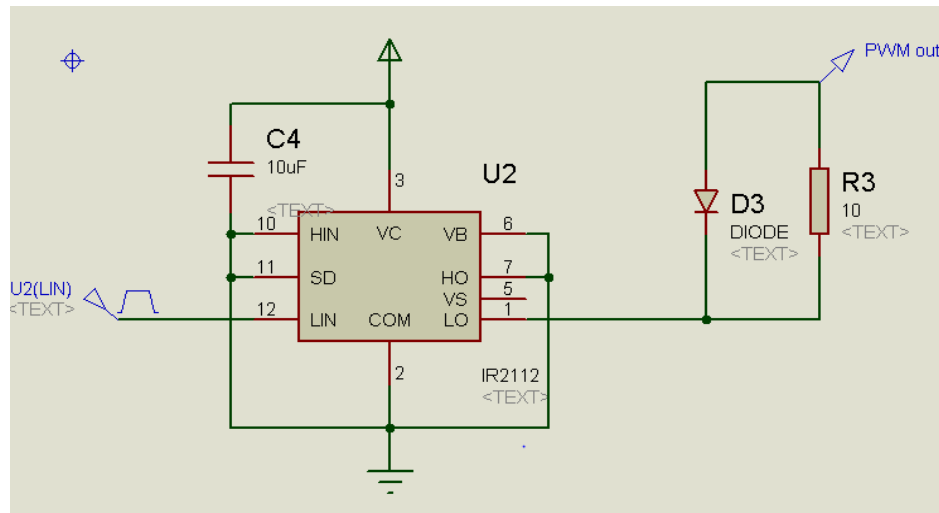 PWM out
C4
10uF
<TEXT>
3
U2
R3
10
<TEXT>
D3
DIODE
<TEXT>
10 HIN VC VB 6
11 SD HO 7
VS 5
U2(LIN)
<TEXT>
12 LIN COM LO 1
2
IR2112
<TEXT>